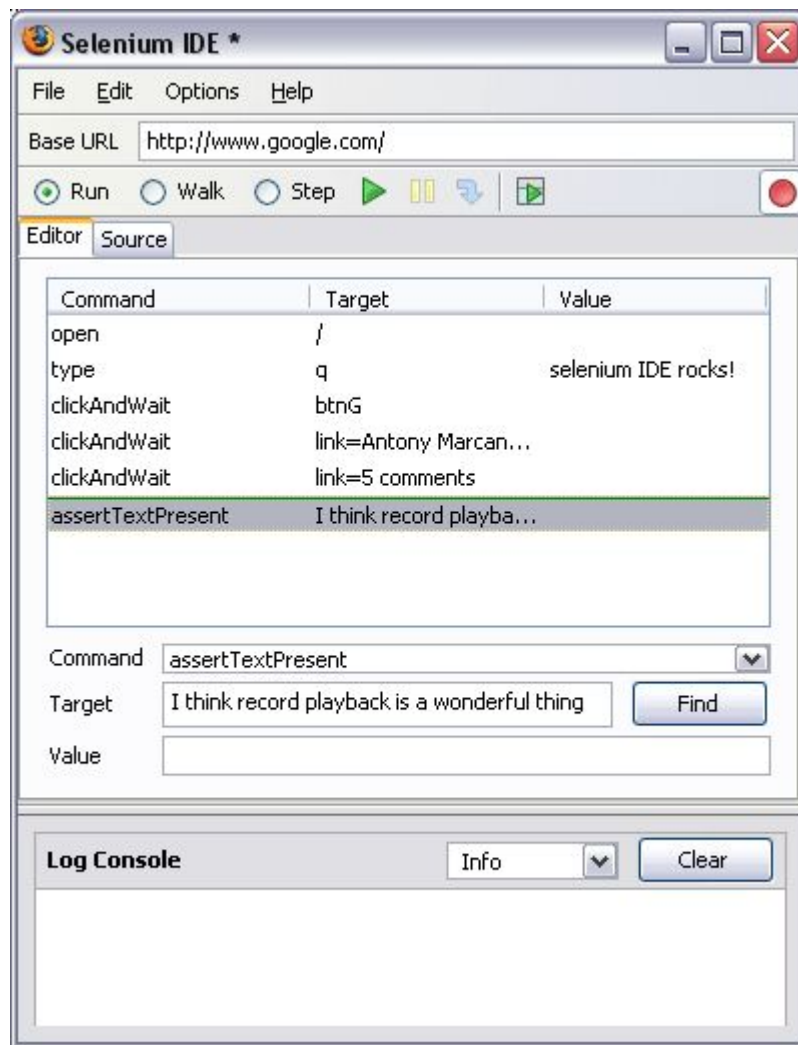 Selenium IDE *
File Edit Options Help
Base URL http://www.google.com/
Run Walk Step
Editor Source
Command Target Value
open /
type q selenium IDE rocks!
clickAndWait btnG
clickAndWait link=Antony Marcan...
clickAndWait link=5 comments
assertTextPresent I think record playba...
Command assertTextPresent
Target I think record playback is a wonderful thing Find
Value
Log Console Info Clear